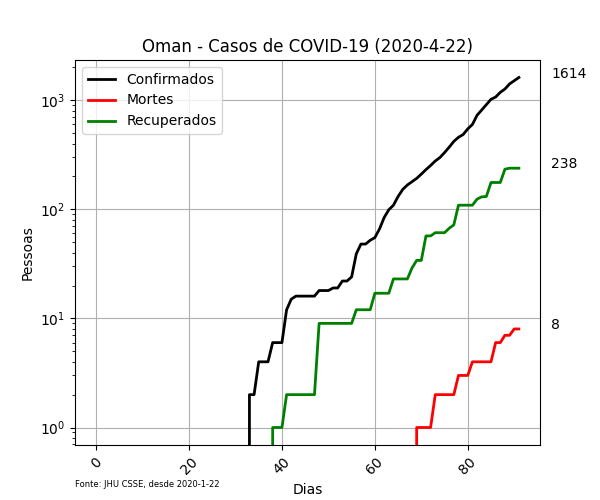 Oman - Casos de COVID-19 (2020-4-22)
Confirmados
Mortes
Recuperados
1614
238
8
10³
10²
10¹
10⁰
Pessoas
0
20
40
60
80
Dias
Fonte: JHU CSSE, desde 2020-1-22